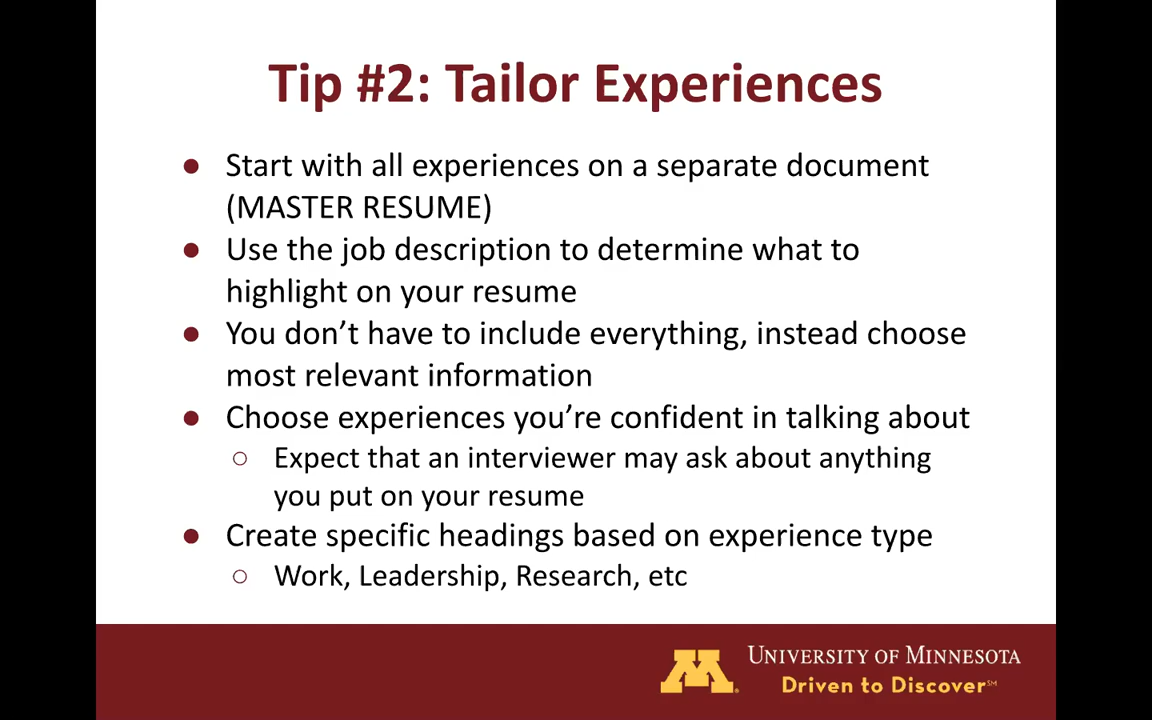 Tip #2: Tailor Experiences
● Start with all experiences on a separate document
(MASTER RESUME)
● Use the job description to determine what to
highlight on your resume
● You don’t have to include everything, instead choose
most relevant information
● Choose experiences you’re confident in talking about
○ Expect that an interviewer may ask about anything
you put on your resume
● Create specific headings based on experience type
○ Work, Leadership, Research, etc
M
UNIVERSITY OF MINNESOTA
Driven to Discover℠